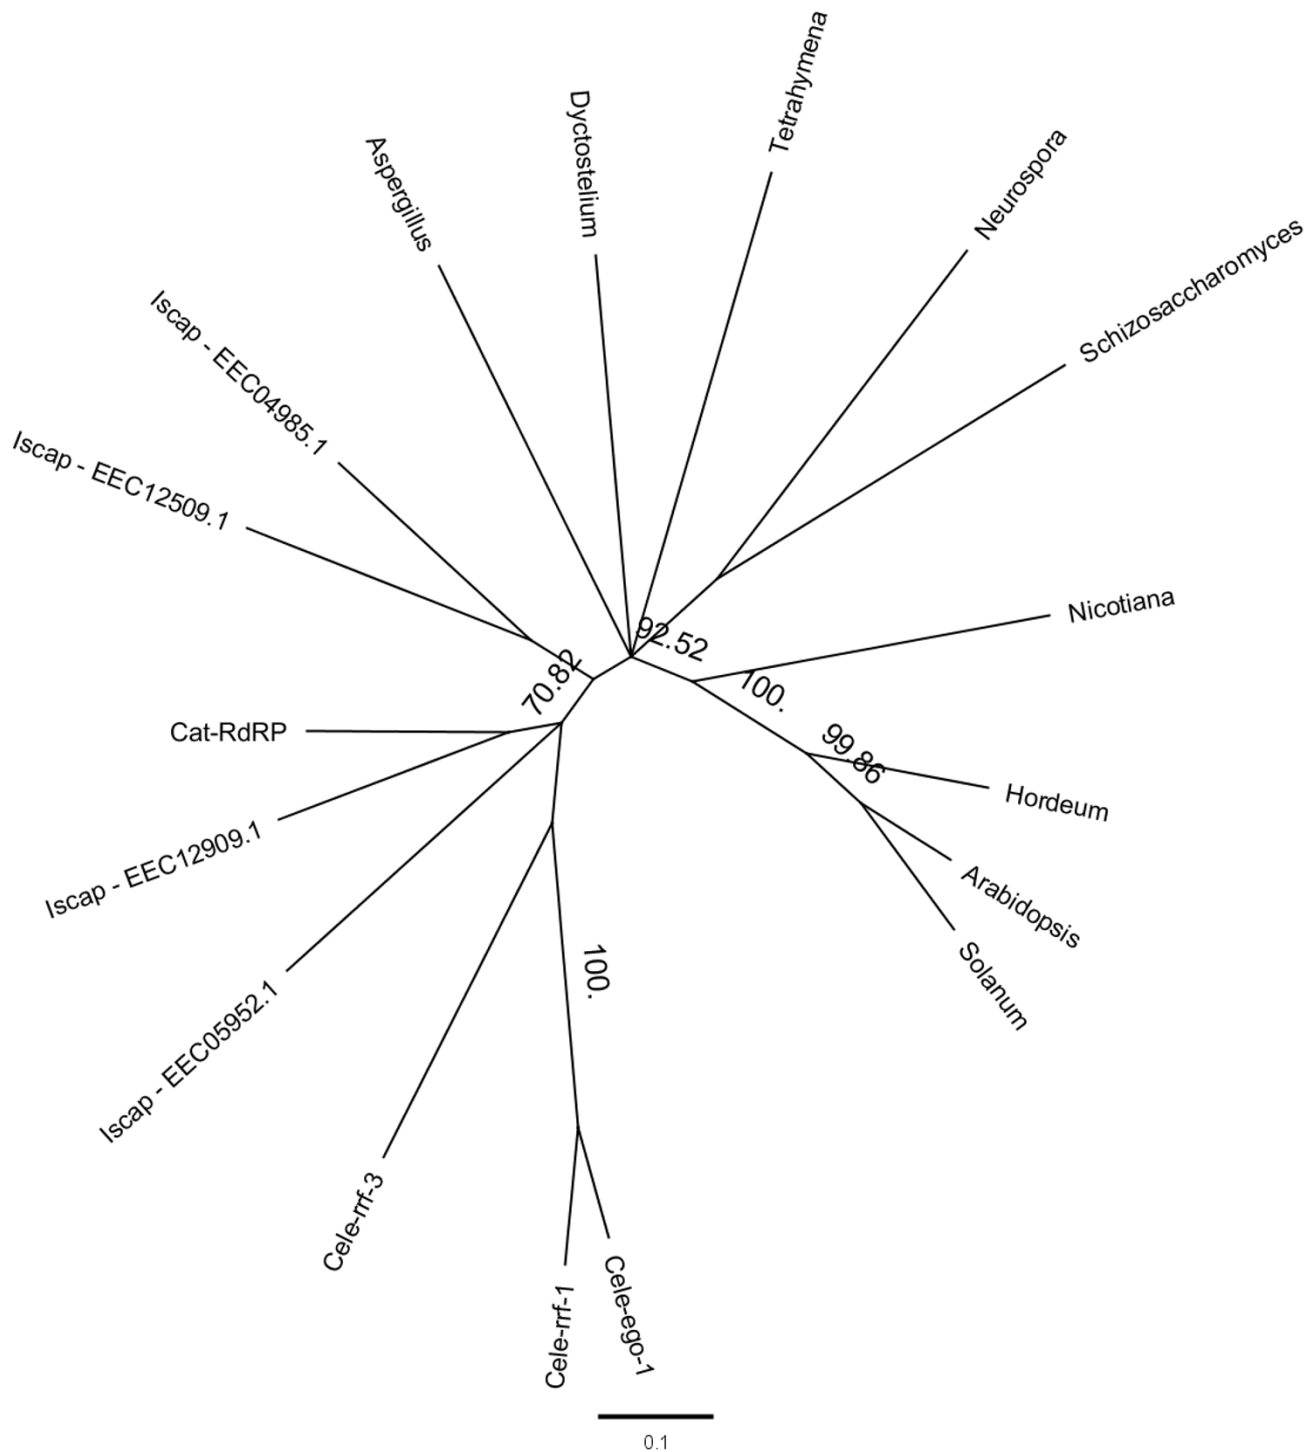 Tetrahymena
Dyctostelium
Aspergillus
Neurospora
Schizosaccharomyces
Iscap - EEC04985.1
Iscap - EEC12509.1
Nicotiana
92.52
70.82
100.
Cat-RdRP
99.86
Hordeum
Iscap - EEC12909.1
Arabidopsis
Solanum
100.
Iscap - EEC05952.1
Cele-rrf-3
Cele-rrf-1
Cele-ego-1
0.1